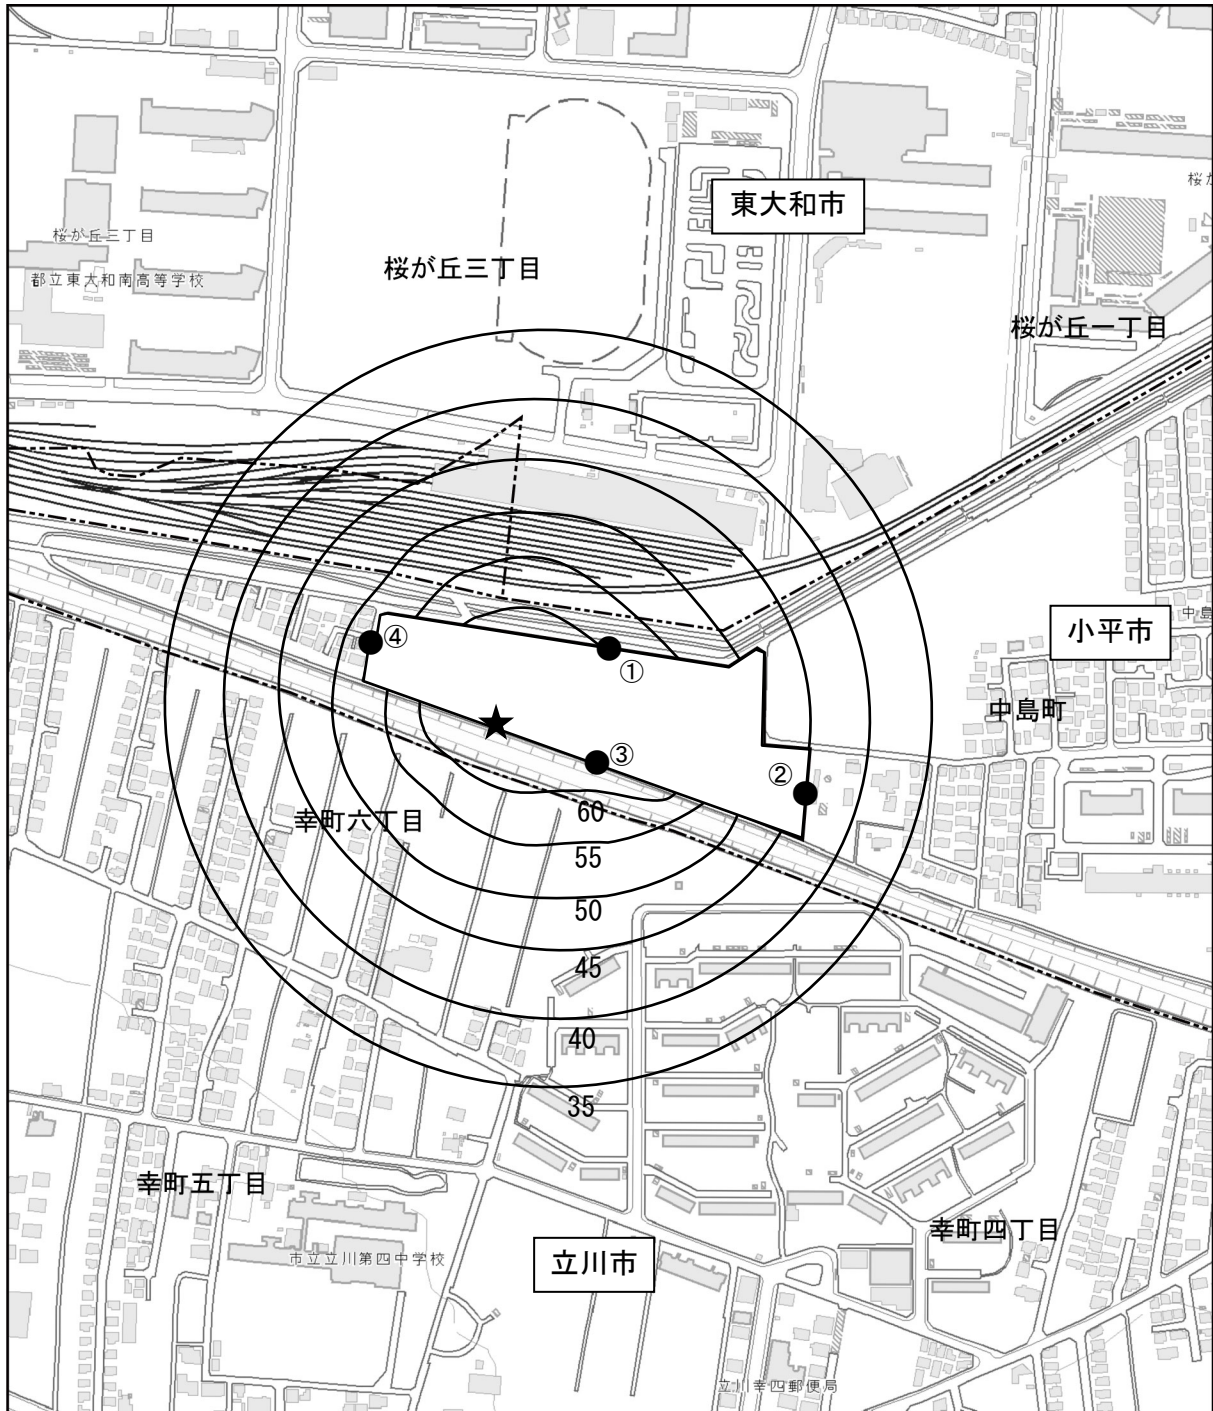 東大和市
桜が
桜が丘三丁目
桜が丘三丁目
都立東大和南高等学校
桜が丘一丁目
中島
小平市
④
①
中島町
★
③
②
60
幸町六丁目
55
50
45
40
35
幸町五丁目
幸町四丁目
市立立川第四中学校
立川市
立川幸四郵便局